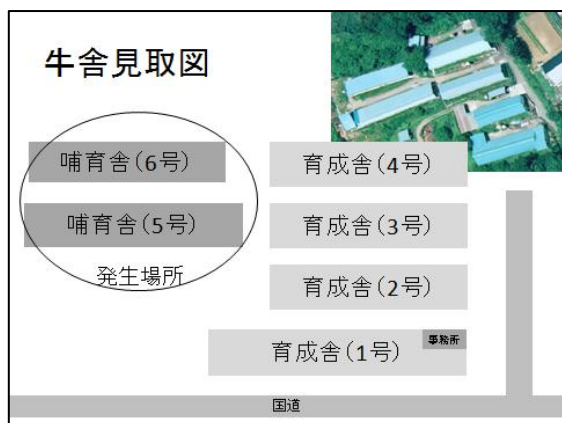 牛舎見取図
哺育舎(6号)
育成舎(4号)
哺育舎(5号)
育成舎(3号)
発生場所
育成舎(2号)
育成舎(1号)
事務所
国道